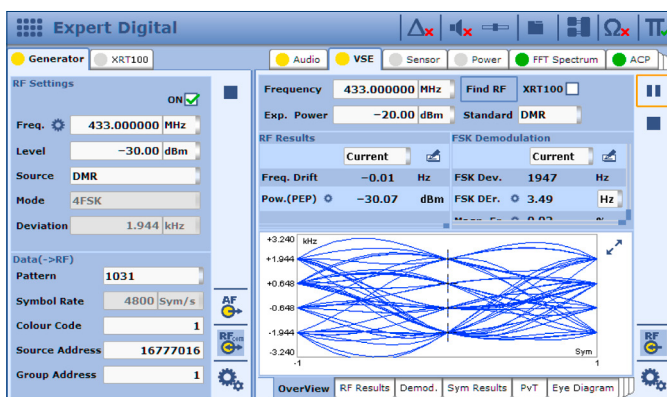 Expert Digital
Generator XRT100
RF Settings
ON
Freq. 433.000000 MHz
Level -30.00 dBm
Source DMR
Mode 4FSK
Deviation 1.944 kHz
Data(->RF)
Pattern 1031
Symbol Rate 4800 Sym/s
Colour Code 1
Source Address 16777016
Group Address 1
AF
RF com
Audio VSE Sensor Power FFT Spectrum ACP
Frequency 433.000000 MHz Find RF XRT100
Exp. Power -20.00 dBm Standard DMR
RF Results FSK Demodulation
Current Current
Freq. Drift -0.01 Hz FSK Dev. 1947 Hz
Pow.(PEP) -30.07 dBm FSK DEr. 3.49 Hz
+3.240 kHz
+1.944
+0.648
-0.648
-1.944
-3.240 Sym
-1 1
RF
OverView RF Results Demod. Sym Results PvT Eye Diagram